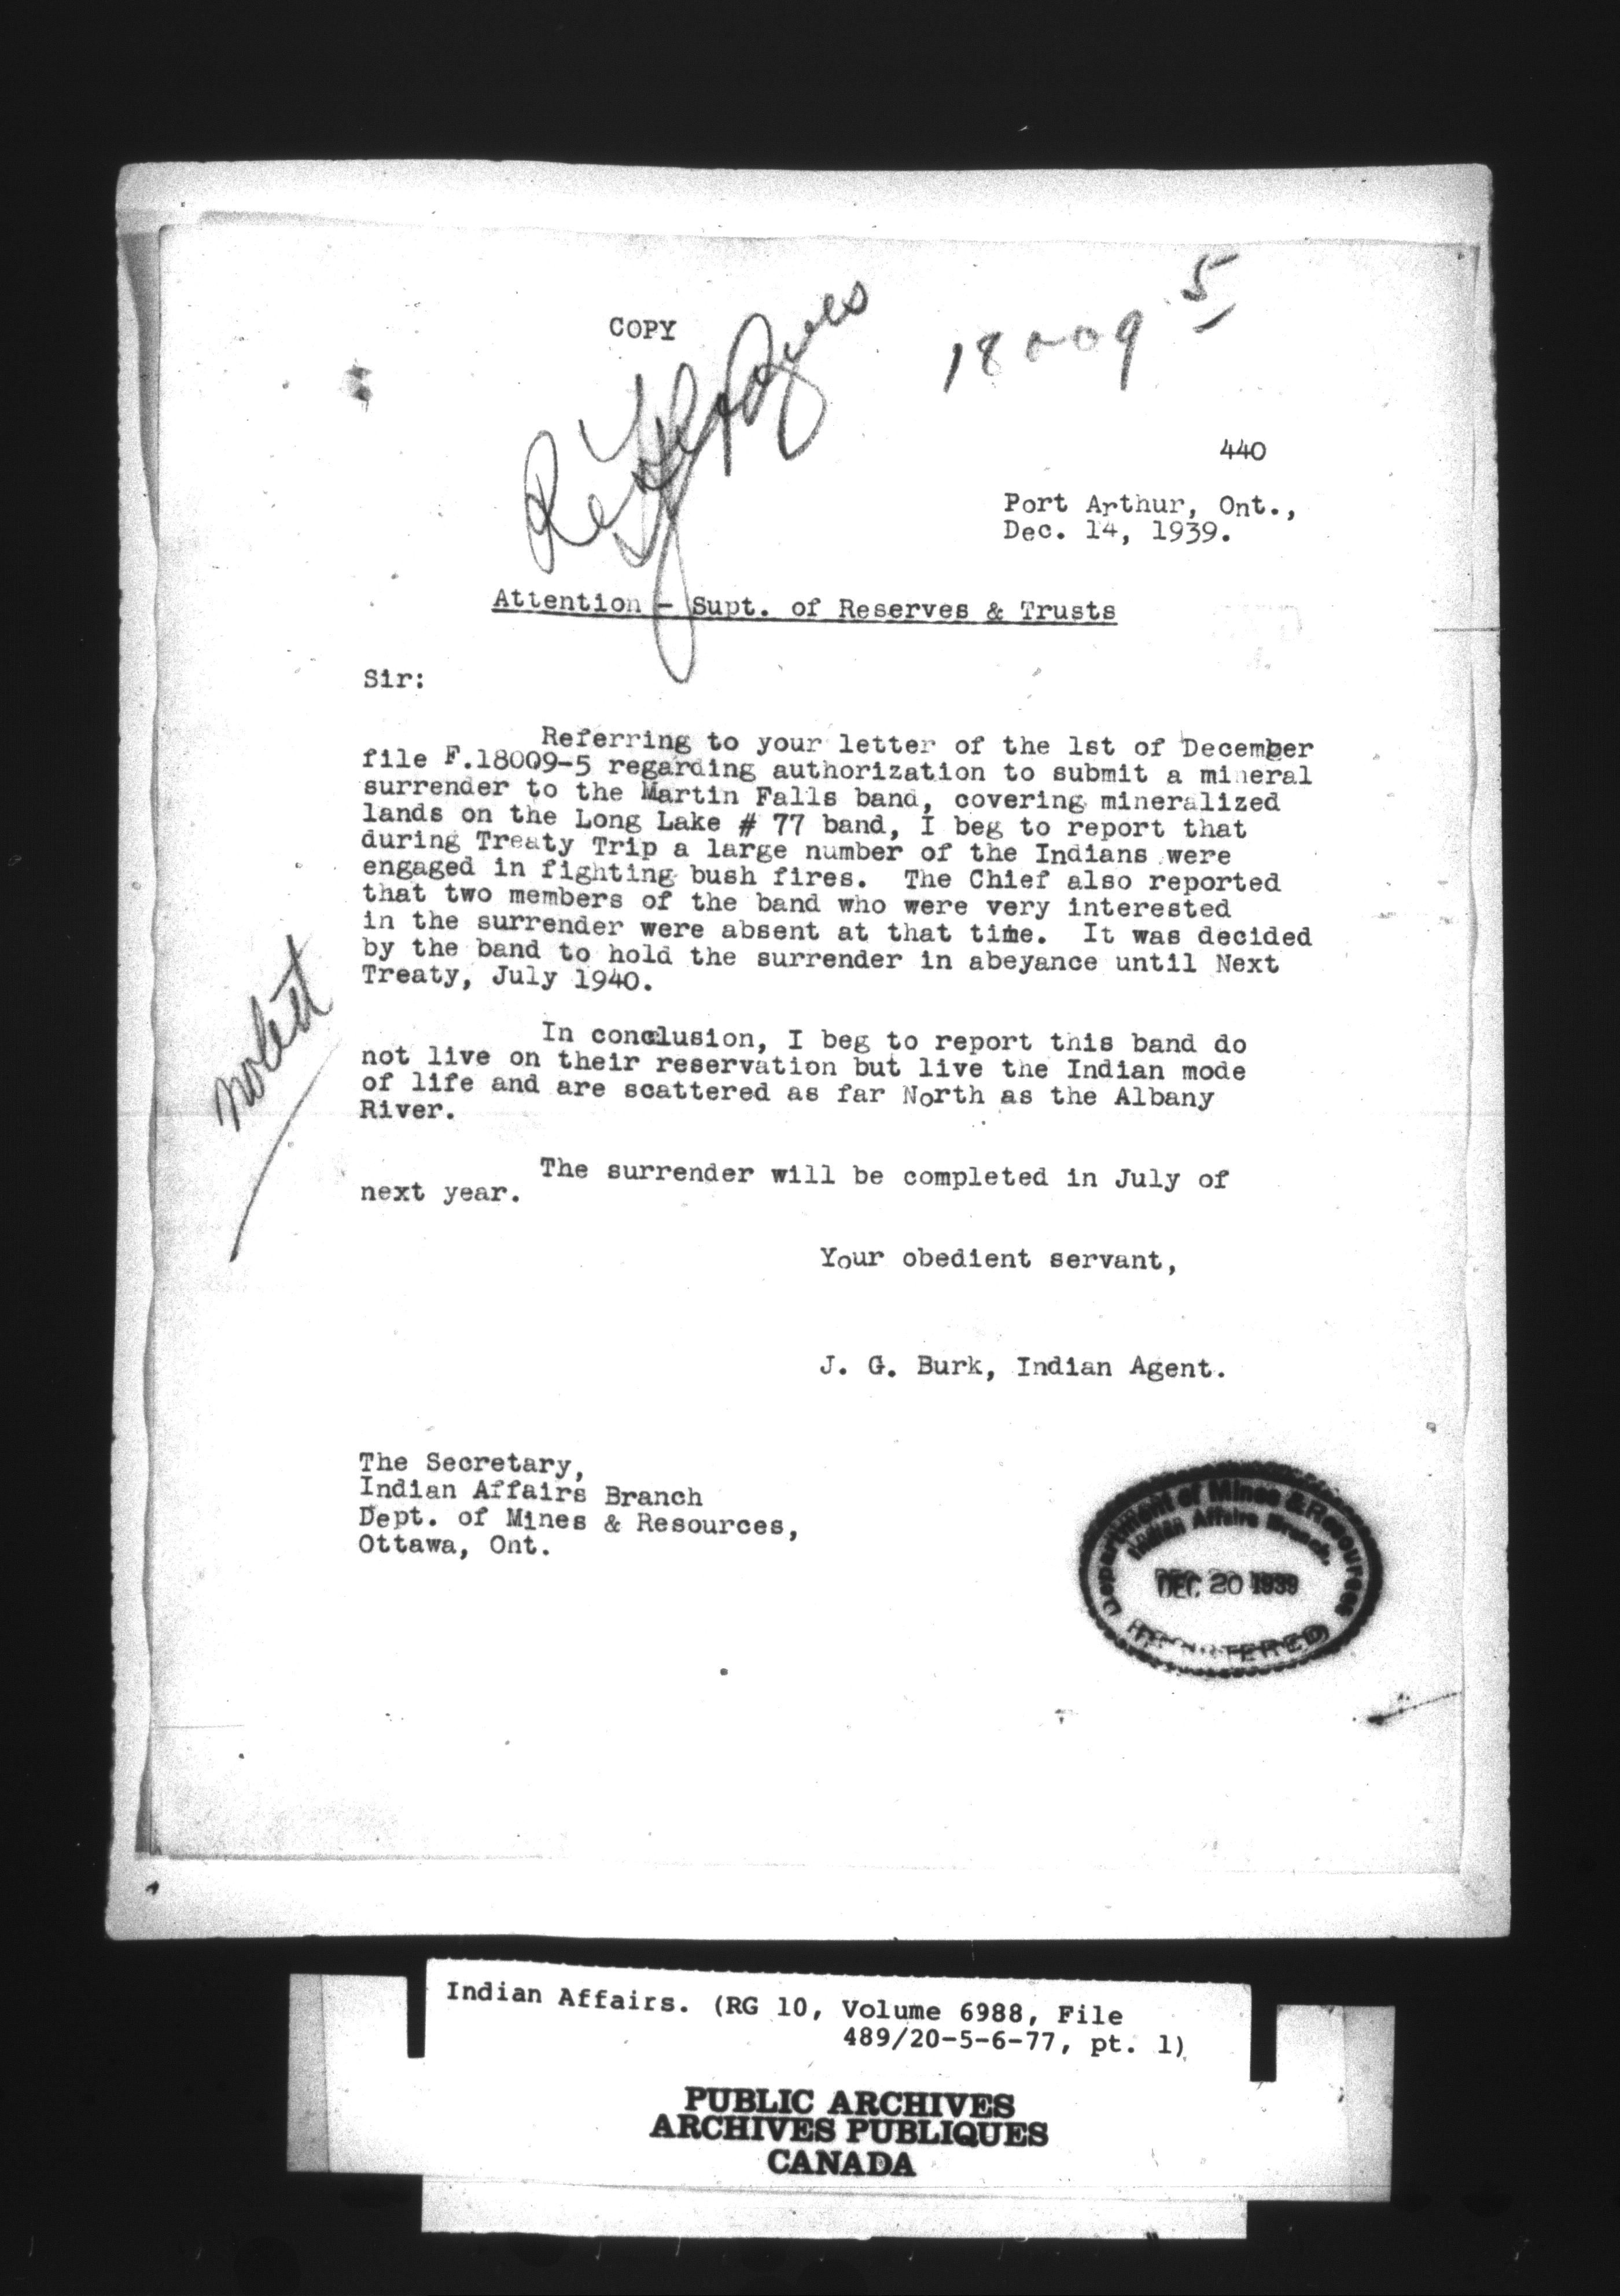 COPY
18009-5
440
Port Arthur, Ont.,
Dec. 14, 1939.
Attention - Supt. of Reserves & Trusts
Sir:
Referring to your letter of the 1st of December
file F.18009-5 regarding authorization to submit a mineral
surrender to the Martin Falls band, covering mineralized
lands on the Long Lake # 77 band, I beg to report that
during Treaty Trip a large number of the Indians were
engaged in fighting bush fires. The Chief also reported
that two members of the band who were very interested
in the surrender were absent at that time. It was decided
by the band to hold the surrender in abeyance until Next
Treaty, July 1940.
In conclusion, I beg to report this band do
not live on their reservation but live the Indian mode
of life and are scattered as far North as the Albany
River.
The surrender will be completed in July of
next year.
Your obedient servant,
J. G. Burk, Indian Agent.
The Secretary,
Indian Affairs Branch
Dept. of Mines & Resources,
Ottawa, Ont.
Department of Mines & Resources
Indian Affairs Branch
DEC. 20 1939
REGISTERED
Indian Affairs. (RG 10, Volume 6988, File
489/20-5-6-77, pt. 1)
PUBLIC ARCHIVES
ARCHIVES PUBLIQUES
CANADA